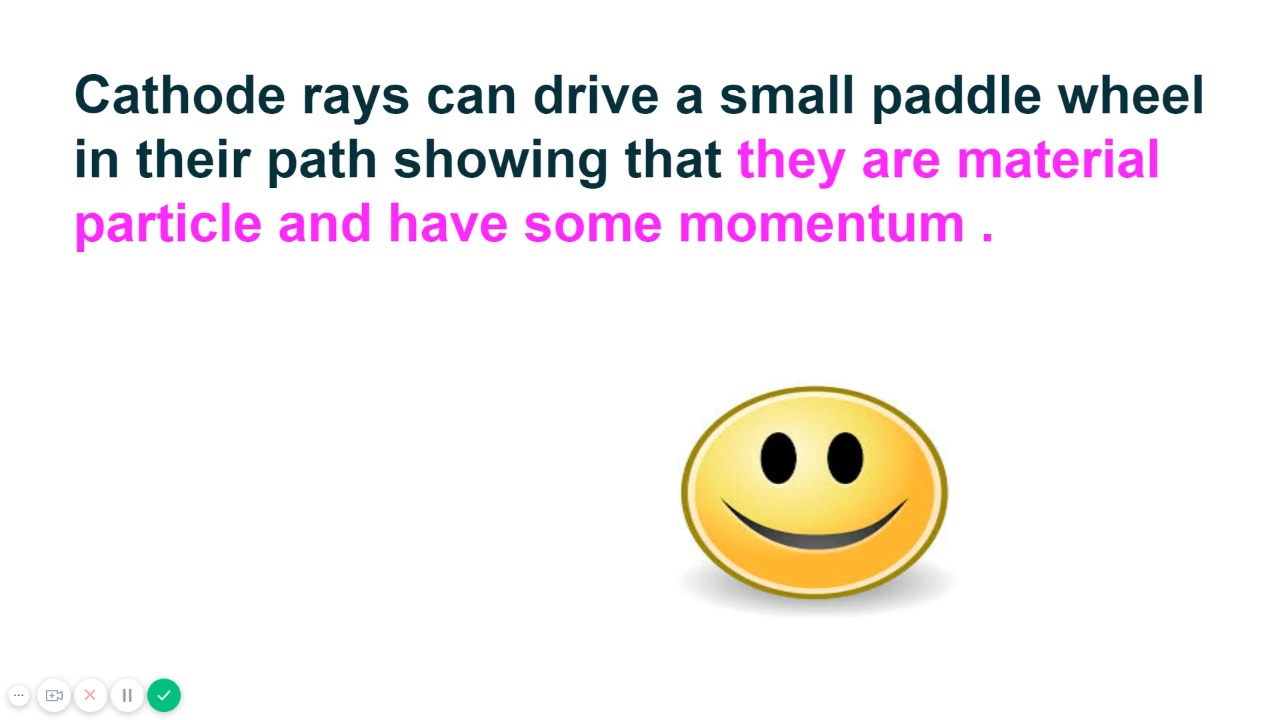 Cathode rays can drive a small paddle wheel
in their path showing that they are material
particle and have some momentum .